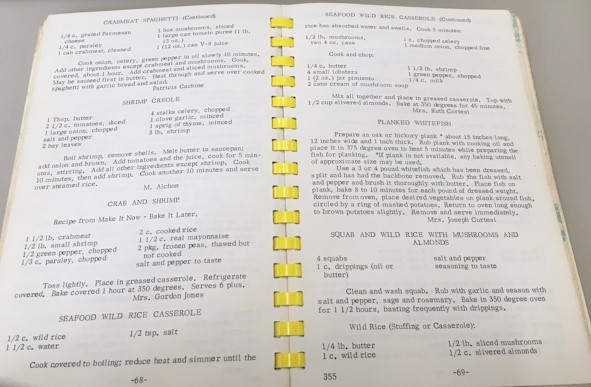 CRABMEAT SPAGHETTI (Continued)
1/4 c. grated Parmesan cheese
1/4 c. parsley
1 can crabmeat, cleaned
1 box mushrooms, sliced
1 large can tomato puree (1 lb.
13 oz.)
1 (12 oz.) can V-8 juice
Cook onion, celery, green pepper in oil slowly 10 minutes.
Add other ingredients except crabmeat and mushrooms. Cook,
covered, about 1 hour. Add crabmeat and sliced mushrooms.
May be sauteed first in butter. Heat through and serve over cooked
spaghetti with garlic bread and salad.
Patricia Carbine
SHRIMP CREOLE
1 Tbsp. butter
2 1/2 c. tomatoes, diced
1 large onion, chopped
salt and pepper
2 bay leaves
4 stalks celery, chopped
1 clove garlic, minced
1 sprig of thyme, minced
3 lb. shrimp
Boil shrimp, remove shells. Melt butter in saucepan;
add onion and brown. Add tomatoes and the juice, cook for 5 min-
utes, stirring. Add all ingredients except shrimp. Cook
10 minutes, then add shrimp. Cook another 10 minutes and serve
over steamed rice.
M. Alchon
CRAB AND SHRIMP
Recipe from Make It Now - Bake It Later.
1 1/2 lb. crabmeat
1/2 lb. small shrimp
1/2 green pepper, chopped
1/3 c. parsley, chopped
2 c. cooked rice
1 1/2 c. real mayonnaise
2 pkg. frozen peas, thawed but
not cooked
salt and pepper to taste
Toss lightly. Place in greased casserole. Refrigerate
covered. Bake covered 1 hour at 350 degrees. Serves 6 plus.
Mrs. Gordon Jones
SEAFOOD WILD RICE CASSEROLE
1/2 c. wild rice
1 1/2 c. water
1/2 tsp. salt
Cook covered to boiling; reduce heat and simmer until the
-68-
SEAFOOD WILD RICE CASSEROLE (Continued)
rice has absorbed water and swells. Cook 5 minutes:
1/2 lb. mushrooms,
two 4 oz. cans
1 c. chopped celery
1 medium onion, chopped fine
Cook and chop:
1/4 c. butter
4 small lobsters
1 (2 oz.) jar pimiento
2 cans cream of mushroom soup
1 1/2 lb. shrimp
1 green pepper, chopped
1/4 c. milk
Mix all together and place in greased casserole. Top with
1/2 cup slivered almonds. Bake at 350 degrees for 45 minutes.
Mrs. Ruth Cortesi
PLANKED WHITEFISH
Prepare an oak or hickory plank * about 15 inches long,
12 inches wide and 1 inch thick. Rub plank with cooking oil and
place it in 375 degree oven to heat 5 minutes while preparing the
fish for planking. *If plank is not available, any baking utensil
of approximate size may be used.
Use a 3 or 4 pound whitefish which has been dressed,
split and has had the backbone removed. Rub the fish with salt
and pepper and brush it thoroughly with butter. Place fish on
plank, bake 8 to 10 minutes for each pound of dressed weight.
Remove from oven, place desired vegetables on plank around fish,
circled by a ring of mashed potatoes. Return to oven long enough
to brown potatoes slightly. Remove and serve immediately.
Mrs. Joseph Cortesi
SQUAB AND WILD RICE WITH MUSHROOMS AND
ALMONDS
4 squabs
1 c. drippings (oil or
butter)
salt and pepper
seasoning to taste
Clean and wash squab. Rub with garlic and season with
salt and pepper, sage and rosemary. Bake in 350 degree oven
for 1 1/2 hours, basting frequently with drippings.
Wild Rice (Stuffing or Casserole):
1/4 lb. butter
1 c. wild rice
1/2 lb. sliced mushrooms
1/2 c. slivered almonds
355
-69-